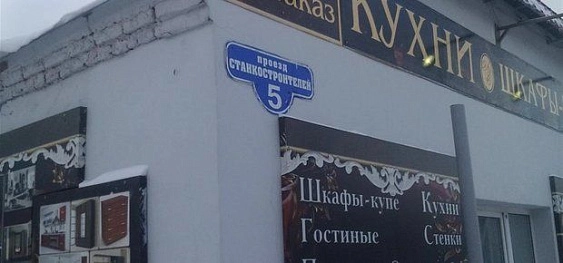 заказ
КУХНИ ШКАФЫ-
проезд
СТАНКОСТРОИТЕЛЕЙ
5
Шкафы-купе Кухни
Гостиные Стенки